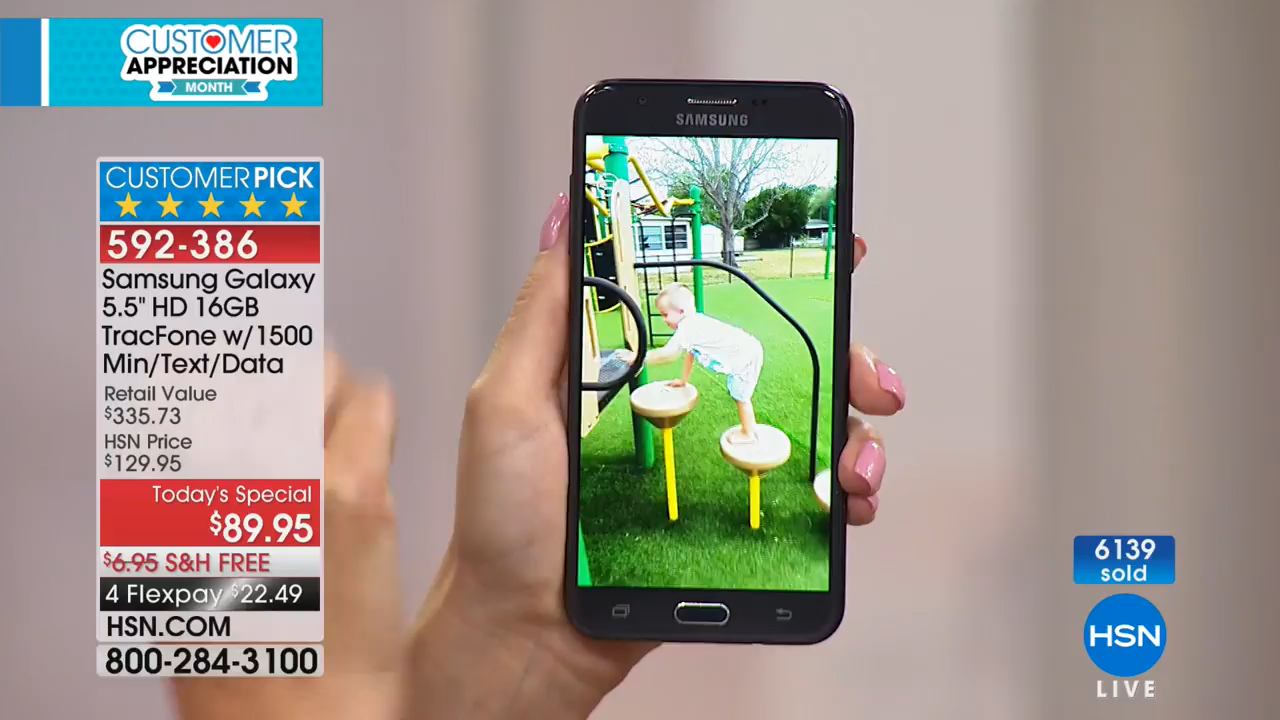 CUSTOMER
APPRECIATION
MONTH
CUSTOMER PICK
592-386
Samsung Galaxy
5.5" HD 16GB
TracFone w/1500
Min/Text/Data
Retail Value
$335.73
HSN Price
$129.95
Today's Special
$89.95
$6.95 S&H FREE
4 Flexpay $22.49
HSN.COM
800-284-3100
SAMSUNG
6139
sold
HSN
LIVE